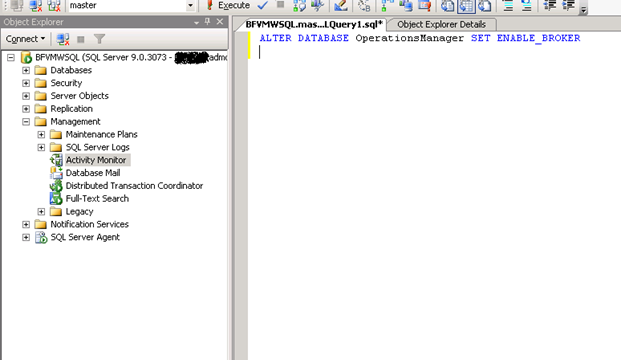 master
Execute
Object Explorer
Connect
BFVMWSQL (SQL Server 9.0.3073 -
Databases
Security
Server Objects
Replication
Management
Maintenance Plans
SQL Server Logs
Activity Monitor
Database Mail
Distributed Transaction Coordinator
Full-Text Search
Legacy
Notification Services
SQL Server Agent
BFVMWSQL.mas...LQuery1.sql*
Object Explorer Details
ALTER DATABASE OperationsManager SET ENABLE_BROKER